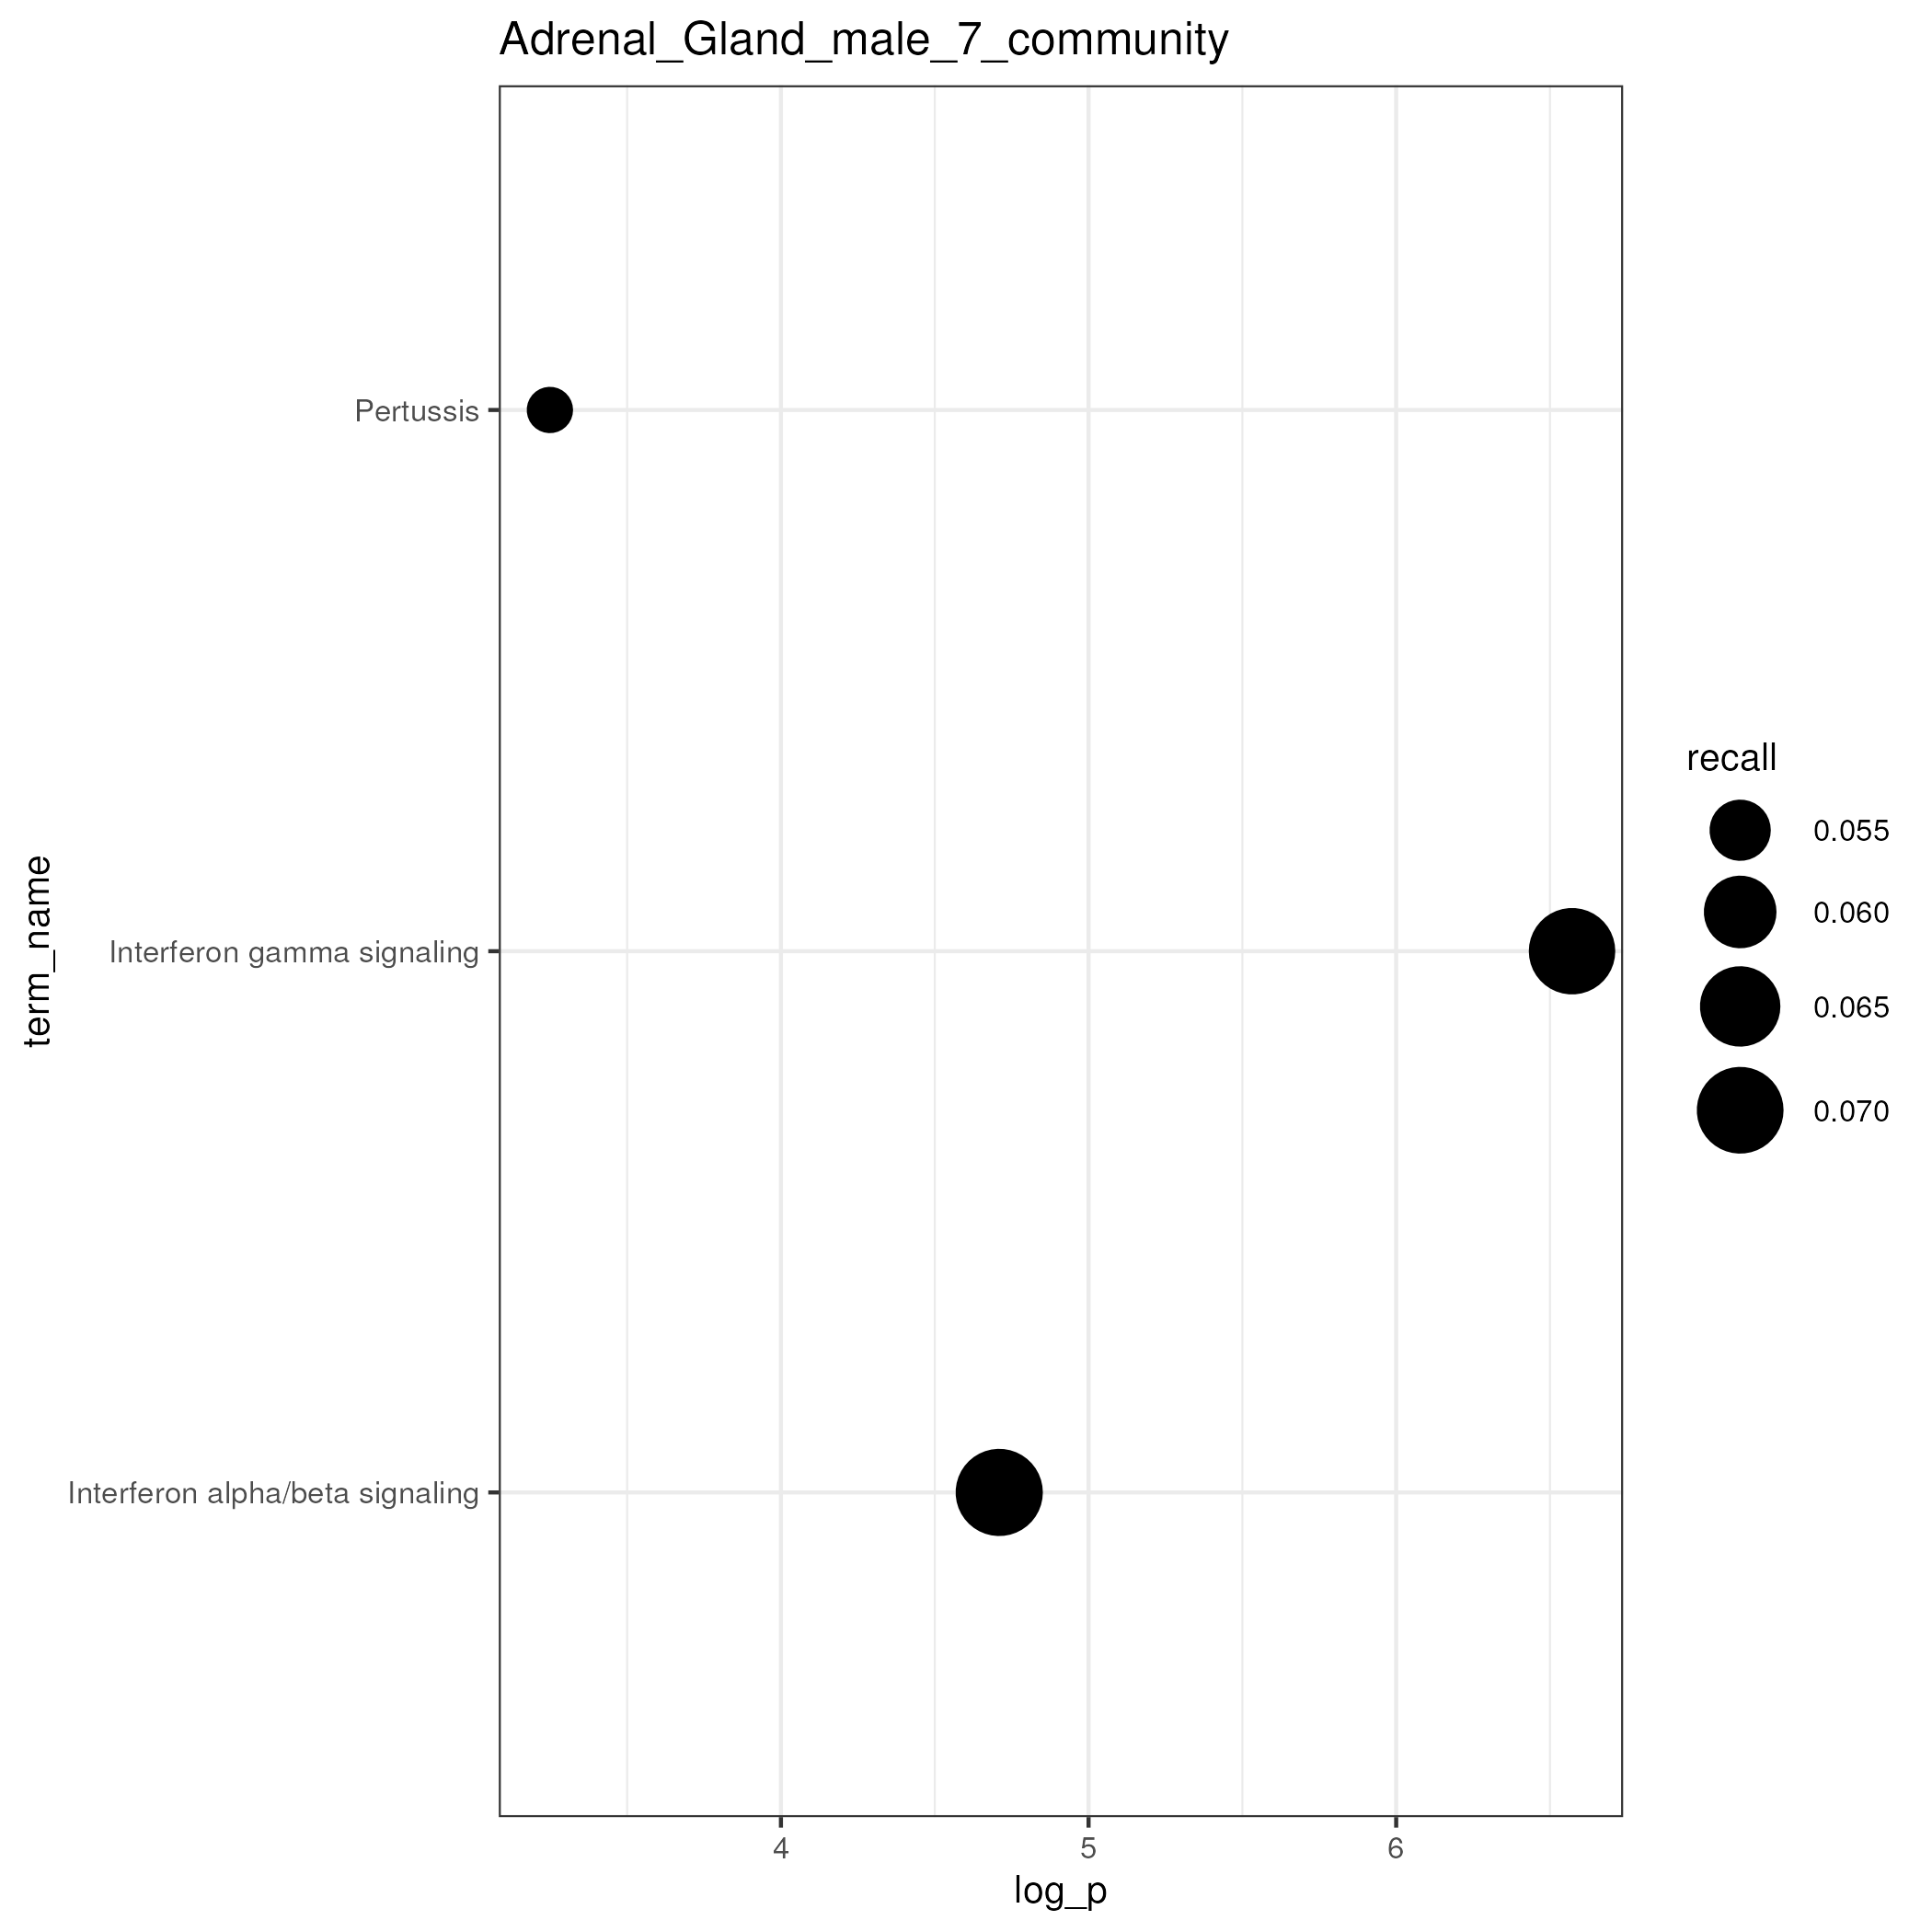 Adrenal_Gland_male_7_community
Pertussis
Interferon gamma signaling
Interferon alpha/beta signaling
term_name
4
5
6
log_p
recall
0.055
0.060
0.065
0.070